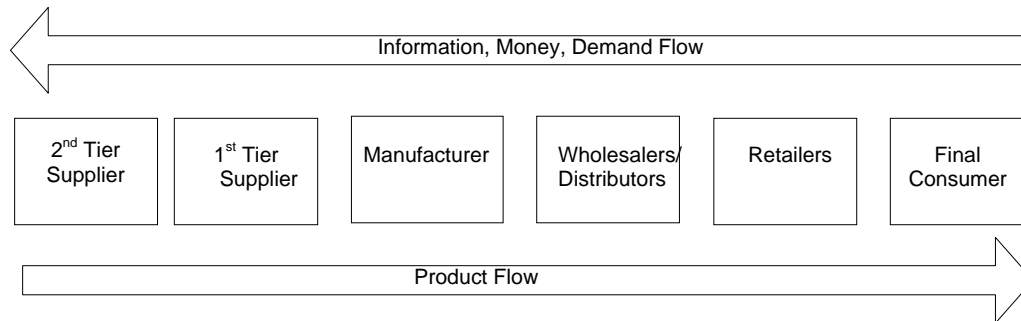 Information, Money, Demand Flow
2nd Tier
Supplier
1st Tier
Supplier
Manufacturer
Wholesalers/
Distributors
Retailers
Final
Consumer
Product Flow